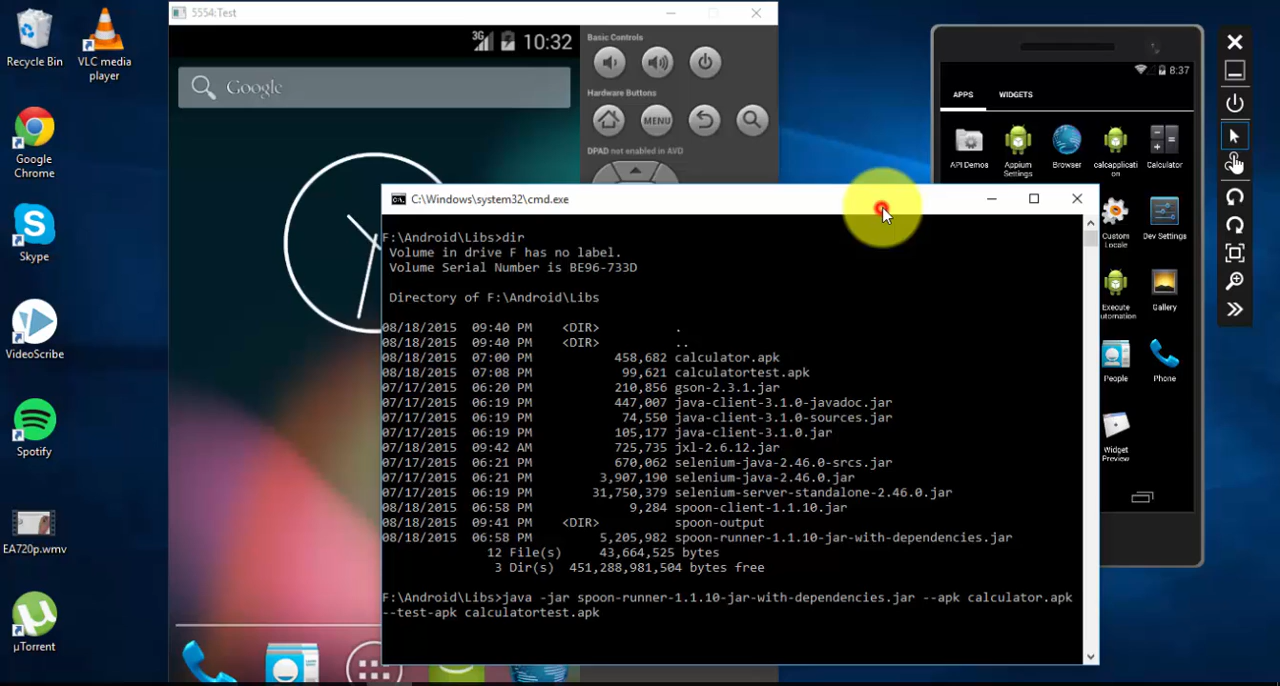 Recycle Bin
VLC media
player
Google
Chrome
Skype
VideoScribe
Spotify
EA720p.wmv
µTorrent
5554:Test
3G
10:32
Google
Basic Controls
Hardware Buttons
MENU
DPAD not enabled in AVD
C:\Windows\system32\cmd.exe
F:\Android\Libs>dir
Volume in drive F has no label.
Volume Serial Number is BE96-733D
Directory of F:\Android\Libs
08/18/2015 09:40 PM <DIR> .
08/18/2015 09:40 PM <DIR> ..
08/18/2015 07:00 PM 458,682 calculator.apk
08/18/2015 07:08 PM 99,621 calculatortest.apk
07/17/2015 06:20 PM 210,856 gson-2.3.1.jar
07/17/2015 06:19 PM 447,007 java-client-3.1.0-javadoc.jar
07/17/2015 06:19 PM 74,550 java-client-3.1.0-sources.jar
07/17/2015 06:19 PM 105,177 java-client-3.1.0.jar
07/18/2015 09:42 AM 725,735 jxl-2.6.12.jar
07/17/2015 06:21 PM 670,062 selenium-java-2.46.0-srcs.jar
07/17/2015 06:21 PM 3,907,190 selenium-java-2.46.0.jar
07/17/2015 06:19 PM 31,750,379 selenium-server-standalone-2.46.0.jar
08/18/2015 06:58 PM 9,284 spoon-client-1.1.10.jar
08/18/2015 09:41 PM <DIR> spoon-output
08/18/2015 06:58 PM 5,205,982 spoon-runner-1.1.10-jar-with-dependencies.jar
12 File(s) 43,664,525 bytes
3 Dir(s) 451,288,981,504 bytes free
F:\Android\Libs>java -jar spoon-runner-1.1.10-jar-with-dependencies.jar --apk calculator.apk
--test-apk calculatortest.apk
8:37
APPS WIDGETS
API Demos
Appium
Settings
Browser
calcapplicati
on
Calculator
Custom
Locale
Dev Settings
Execute
Automation
Gallery
People
Phone
Widget
Preview